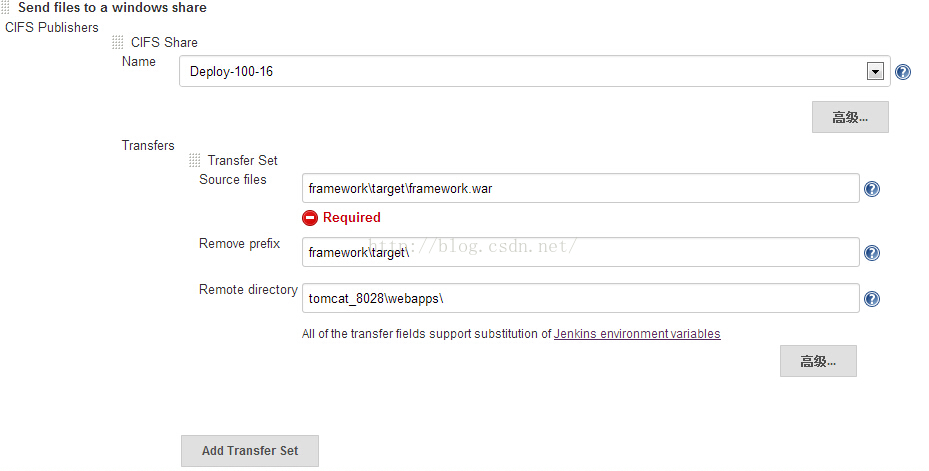 Send files to a windows share
CIFS Publishers
CIFS Share
Name
Deploy-100-16
高级...
Transfers
Transfer Set
Source files
framework\target\framework.war
Required
http://blog.csdn.net/
Remove prefix
framework\target\
Remote directory
tomcat_8028\webapps\
All of the transfer fields support substitution of Jenkins environment variables
高级...
Add Transfer Set